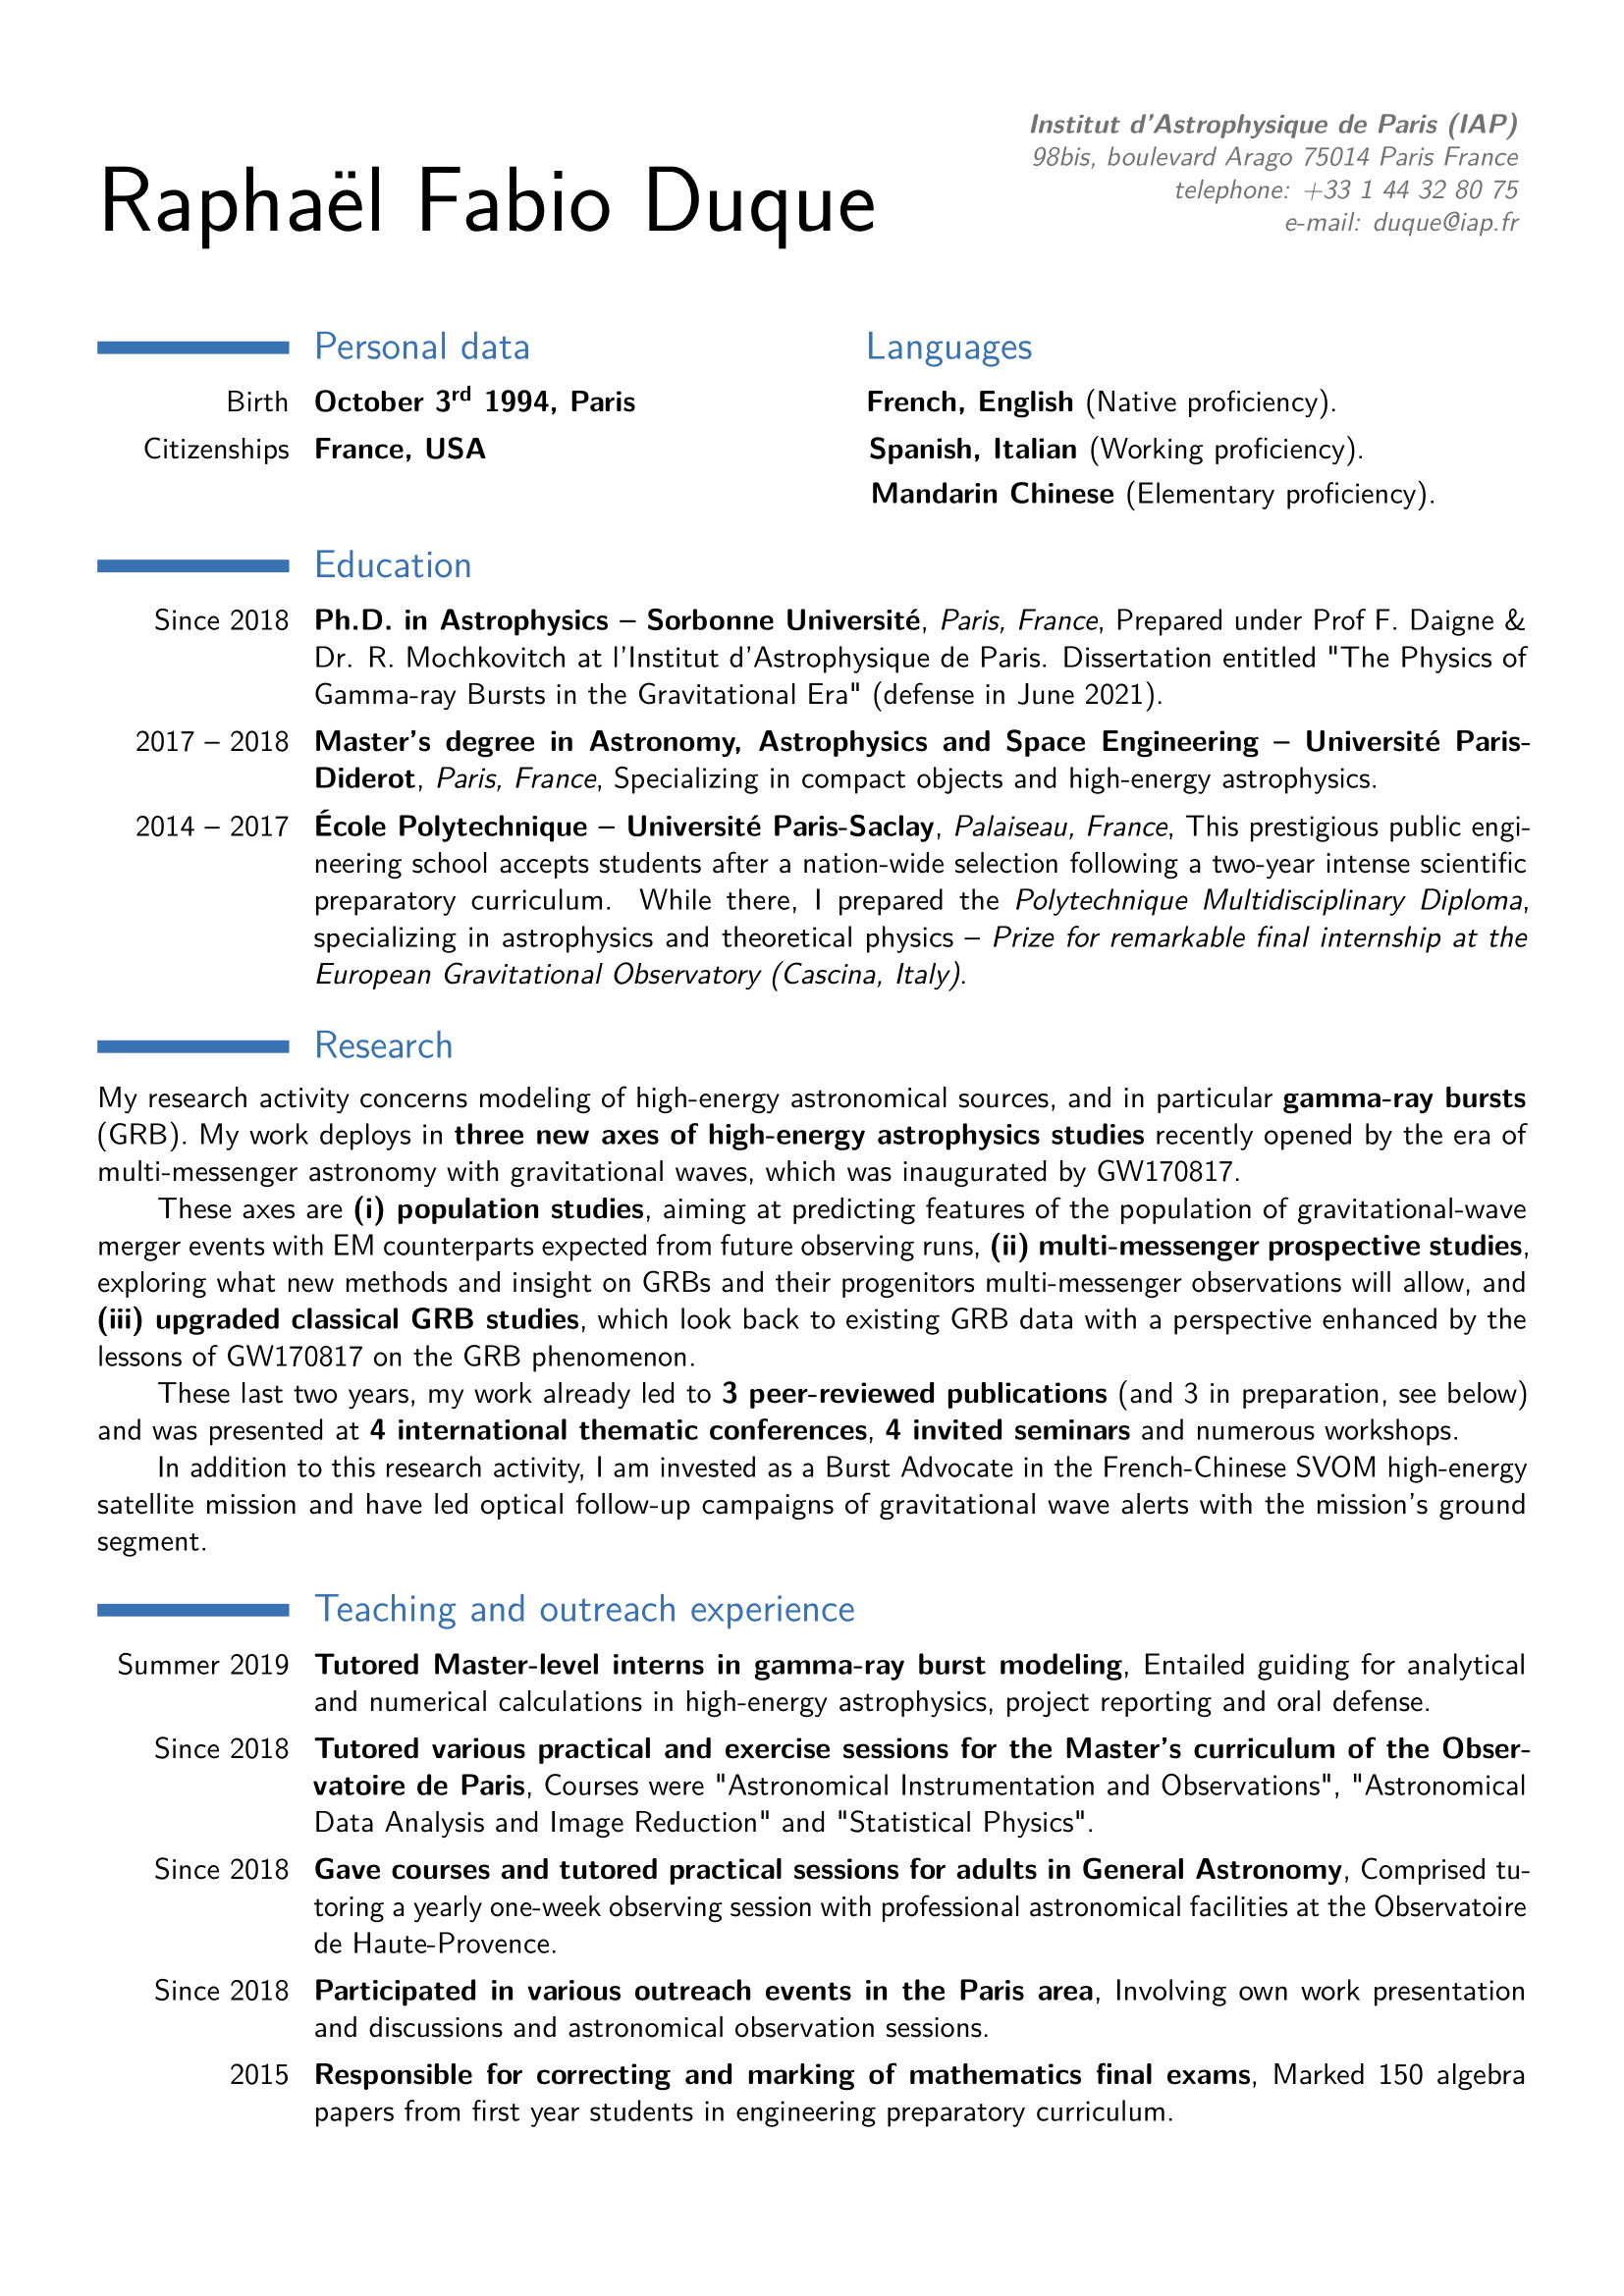 Raphaël Fabio Duque
Institut d'Astrophysique de Paris (IAP)
98bis, boulevard Arago 75014 Paris France
telephone: +33 1 44 32 80 75
e-mail: duque@iap.fr
Personal data
Birth October 3rd 1994, Paris
Citizenships France, USA
Languages
French, English (Native proficiency).
Spanish, Italian (Working proficiency).
Mandarin Chinese (Elementary proficiency).
Education
Since 2018 Ph.D. in Astrophysics – Sorbonne Université, Paris, France, Prepared under Prof F. Daigne &
Dr. R. Mochkovitch at l'Institut d'Astrophysique de Paris. Dissertation entitled "The Physics of
Gamma-ray Bursts in the Gravitational Era" (defense in June 2021).
2017 – 2018 Master's degree in Astronomy, Astrophysics and Space Engineering – Université Paris-
Diderot, Paris, France, Specializing in compact objects and high-energy astrophysics.
2014 – 2017 École Polytechnique – Université Paris-Saclay, Palaiseau, France, This prestigious public engi-
neering school accepts students after a nation-wide selection following a two-year intense scientific
preparatory curriculum. While there, I prepared the Polytechnique Multidisciplinary Diploma,
specializing in astrophysics and theoretical physics – Prize for remarkable final internship at the
European Gravitational Observatory (Cascina, Italy).
Research
My research activity concerns modeling of high-energy astronomical sources, and in particular gamma-ray bursts
(GRB). My work deploys in three new axes of high-energy astrophysics studies recently opened by the era of
multi-messenger astronomy with gravitational waves, which was inaugurated by GW170817.
These axes are (i) population studies, aiming at predicting features of the population of gravitational-wave
merger events with EM counterparts expected from future observing runs, (ii) multi-messenger prospective studies,
exploring what new methods and insight on GRBs and their progenitors multi-messenger observations will allow, and
(iii) upgraded classical GRB studies, which look back to existing GRB data with a perspective enhanced by the
lessons of GW170817 on the GRB phenomenon.
These last two years, my work already led to 3 peer-reviewed publications (and 3 in preparation, see below)
and was presented at 4 international thematic conferences, 4 invited seminars and numerous workshops.
In addition to this research activity, I am invested as a Burst Advocate in the French-Chinese SVOM high-energy
satellite mission and have led optical follow-up campaigns of gravitational wave alerts with the mission's ground
segment.
Teaching and outreach experience
Summer 2019 Tutored Master-level interns in gamma-ray burst modeling, Entailed guiding for analytical
and numerical calculations in high-energy astrophysics, project reporting and oral defense.
Since 2018 Tutored various practical and exercise sessions for the Master's curriculum of the Obser-
vatoire de Paris, Courses were "Astronomical Instrumentation and Observations", "Astronomical
Data Analysis and Image Reduction" and "Statistical Physics".
Since 2018 Gave courses and tutored practical sessions for adults in General Astronomy, Comprised tu-
toring a yearly one-week observing session with professional astronomical facilities at the Observatoire
de Haute-Provence.
Since 2018 Participated in various outreach events in the Paris area, Involving own work presentation
and discussions and astronomical observation sessions.
2015 Responsible for correcting and marking of mathematics final exams, Marked 150 algebra
papers from first year students in engineering preparatory curriculum.